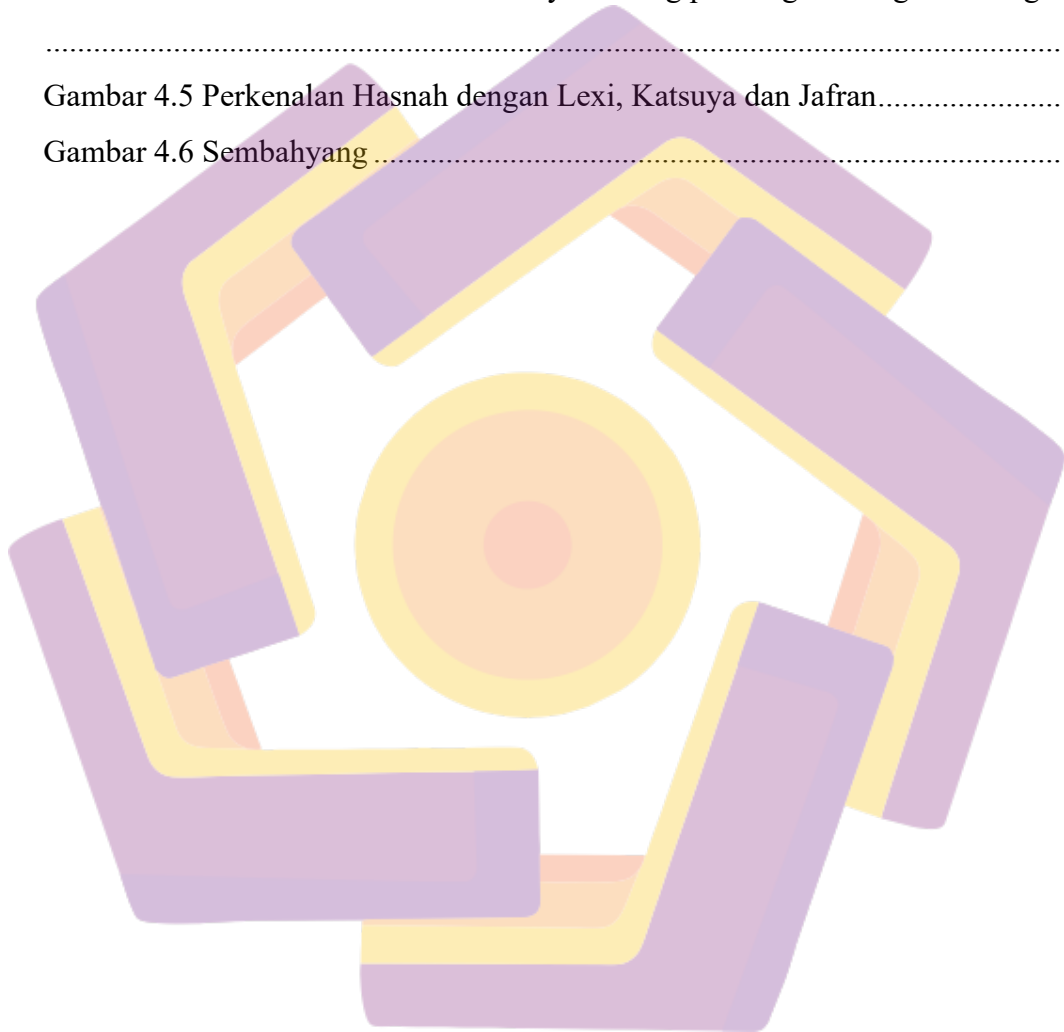 ....................................................................................................................................
Gambar 4.5 Perkenalan Hasnah dengan Lexi, Katsuya dan Jafran.......................
Gambar 4.6 Sembahyang.........................................................................................